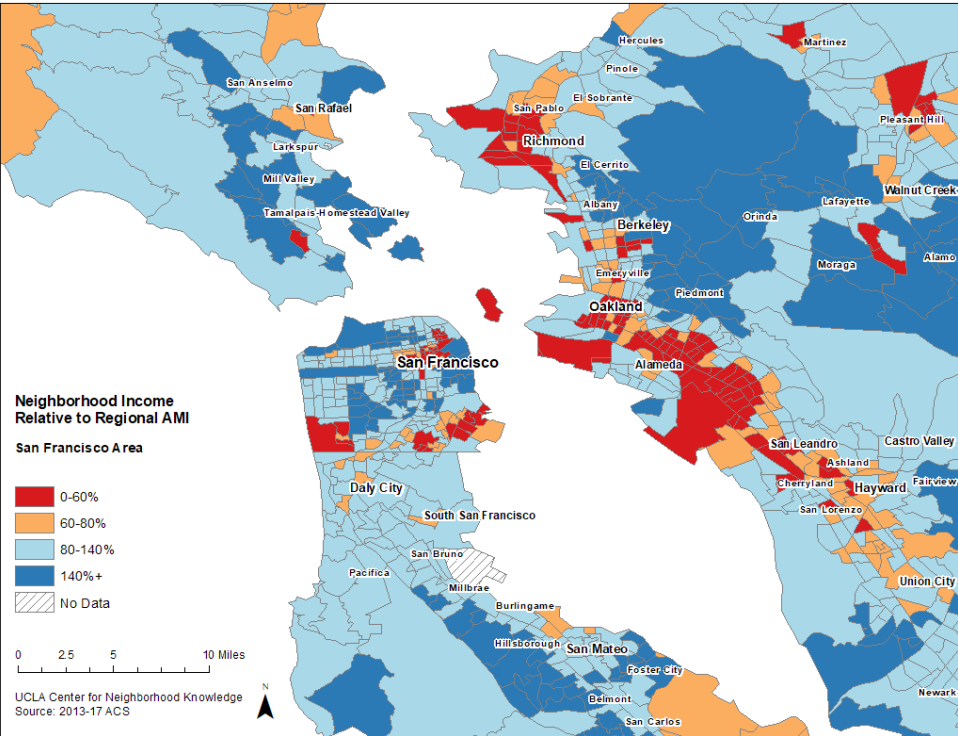 Hercules
Martinez
Pinole
San Anselmo
El Sobrante
San Rafael
San Pablo
Pleasant Hill
Richmond
Larkspur
El Cerrito
Mill Valley
Walnut Creek
Lafayette
Albany
Tamalpais-Homestead Valley
Orinda
Berkeley
Alamo
Moraga
Emeryville
Piedmont
Oakland
San Francisco
Alameda
Neighborhood Income
Relative to Regional AMI
San Francisco Area
San Leandro
Castro Valley
Ashland
Cherryland
Hayward
Fairview
Daly City
0-60%
San Lorenzo
South San Francisco
60-80%
80-140%
San Bruno
Pacifica
140%+
Union City
Millbrae
No Data
Burlingame
Hillsborough
San Mateo
0 2.5 5 10 Miles
Foster City
Belmont
Newark
UCLA Center for Neighborhood Knowledge
Source: 2013-17 ACS
N
San Carlos